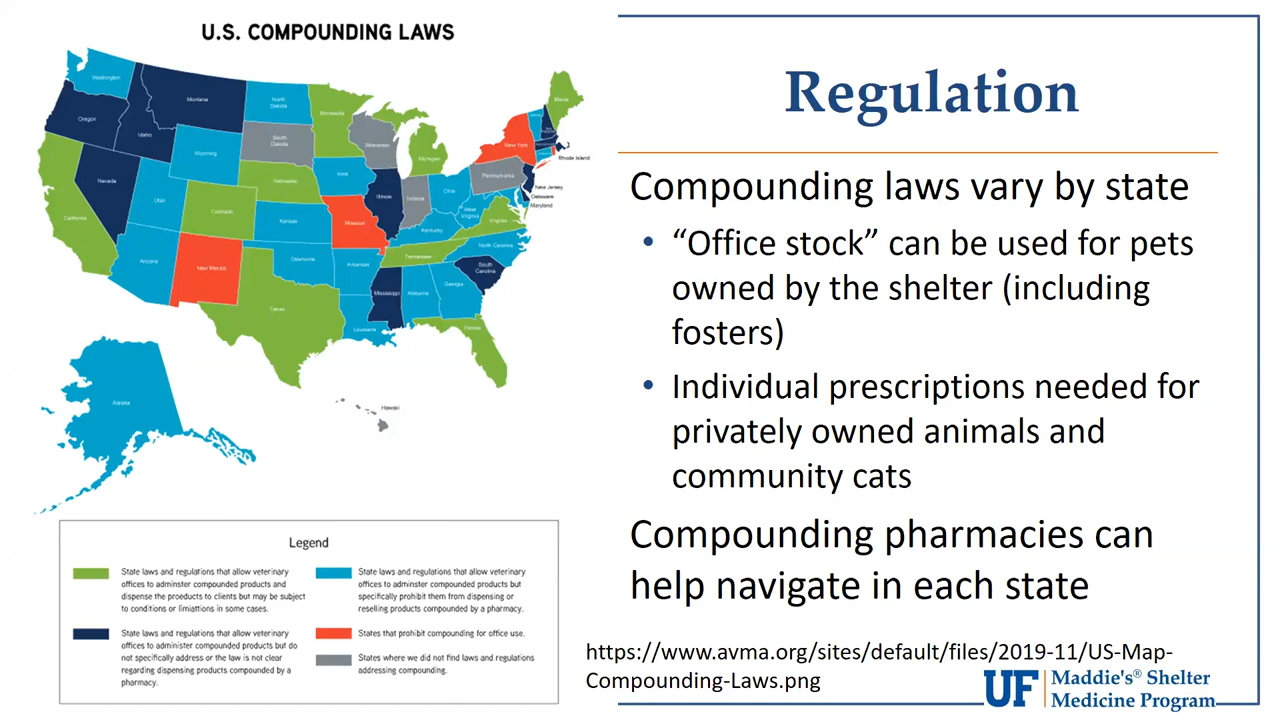 U.S. COMPOUNDING LAWS
Washington
Montana
North
Dakota
Minnesota
Maine
Oregon
Idaho
South
Dakota
Wisconsin
Michigan
New York
Rhode Island
Wyoming
Nevada
Utah
Nebraska
Iowa
Illinois
Indiana
Ohio
Pennsylvania
New Jersey
Delaware
Maryland
California
Colorado
Kansas
Missouri
Kentucky
West
Virginia
Virginia
Arizona
New Mexico
Oklahoma
Arkansas
Tennessee
North Carolina
South
Carolina
Texas
Louisiana
Mississippi
Alabama
Georgia
Florida
Alaska
Hawaii
Legend
State laws and regulations that allow veterinary
offices to adminster compounded products and
dispense the proeducts to clients but may be subject
to conditions or limiations in some cases.
State laws and regulations that allow veterinary
offices to adminster compounded products but
specifically prohibit them from dispensing or
reselling products compounded by a pharmacy.
State laws and regulations that allow veterinary
offices to administer compounded products but do
not specifically address or the law is not clear
regarding dispensing products compounded by a
pharmacy.
States that prohibit compounding for office use.
States where we did not find laws and regulations
addressing compounding.
Regulation
Compounding laws vary by state
• “Office stock” can be used for pets
owned by the shelter (including
fosters)
• Individual prescriptions needed for
privately owned animals and
community cats
Compounding pharmacies can
help navigate in each state
https://www.avma.org/sites/default/files/2019-11/US-Map-
Compounding-Laws.png
UF Maddie's® Shelter
Medicine Program